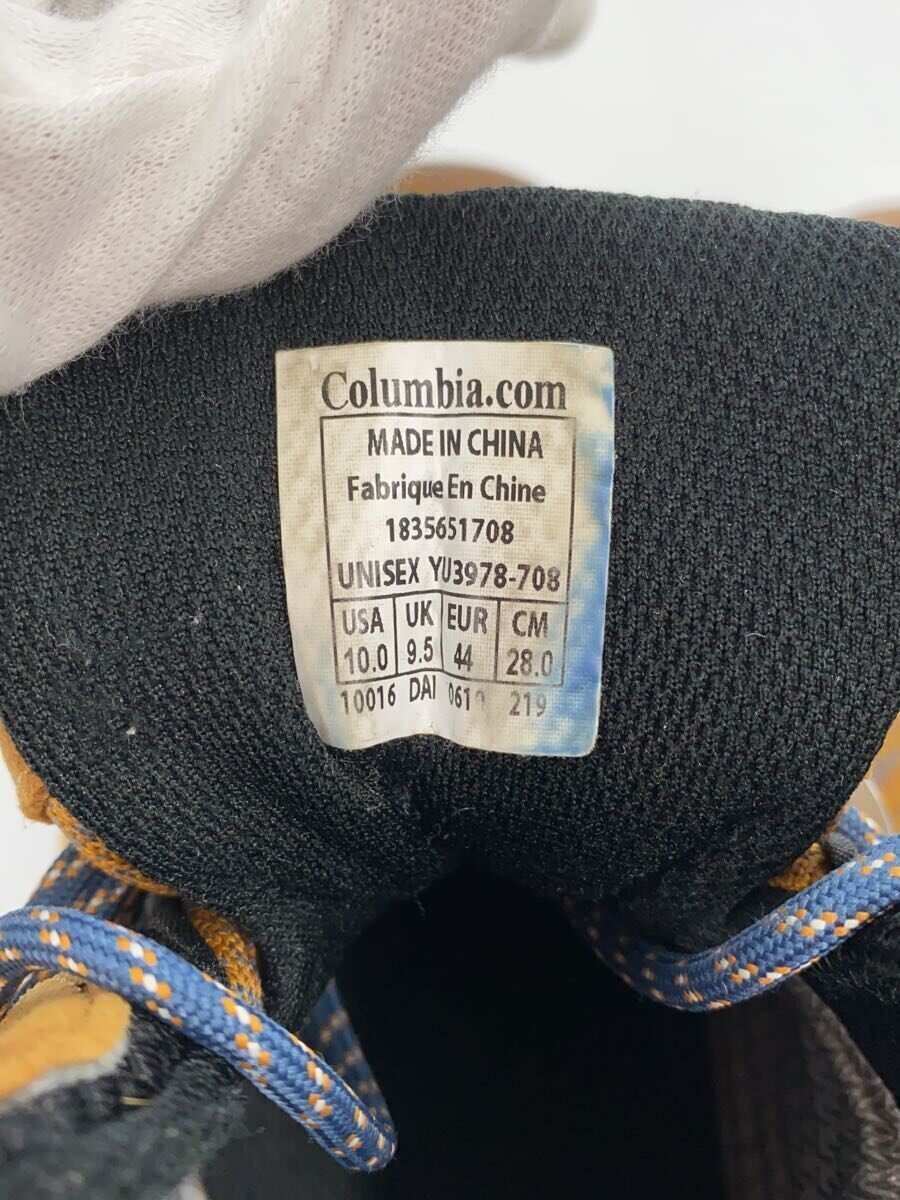 Columbia.com
MADE IN CHINA
Fabrique En Chine
1835651708
UNISEX YU3978-708
USA UK EUR CM
10.0 9.5 44 28.0
10016 DAI 219